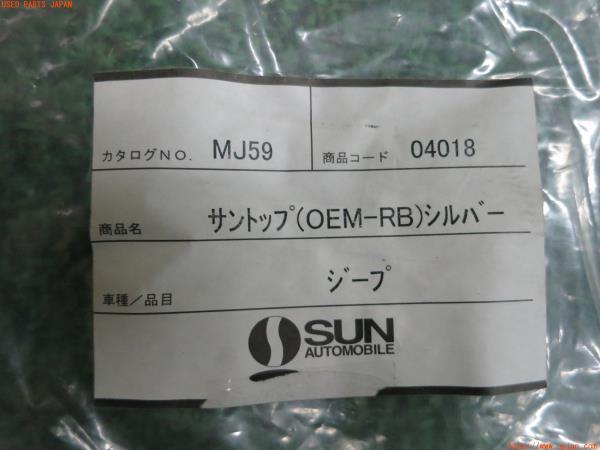 USED PARTS JAPAN
カタログNO. MJ59 商品コード 04018
商品名 サントップ(OEM-RB)シルバー
車種/品目 ジープ
SUN
AUTOMOBILE